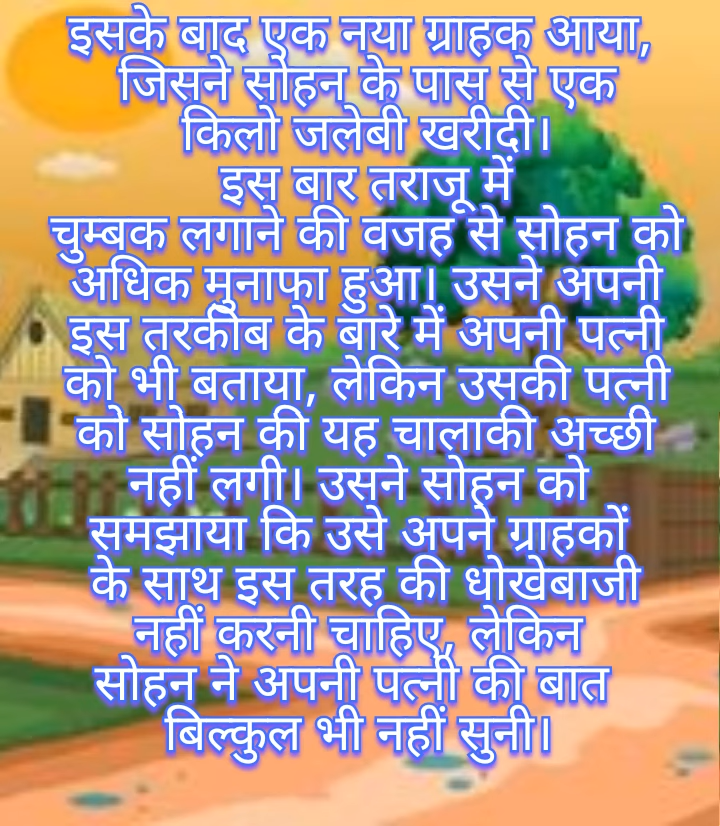 इसके बाद एक नया ग्राहक आया,
जिसने सोहन के पास से एक
किलो जलेबी खरीदी।
इस बार तराजू में
चुम्बक लगाने की वजह से सोहन को
अधिक मुनाफा हुआ। उसने अपनी
इस तरकीब के बारे में अपनी पत्नी
को भी बताया, लेकिन उसकी पत्नी
को सोहन की यह चालाकी अच्छी
नहीं लगी। उसने सोहन को
समझाया कि उसे अपने ग्राहकों
के साथ इस तरह की धोखेबाजी
नहीं करनी चाहिए, लेकिन
सोहन ने अपनी पत्नी की बात
बिल्कुल भी नहीं सुनी।